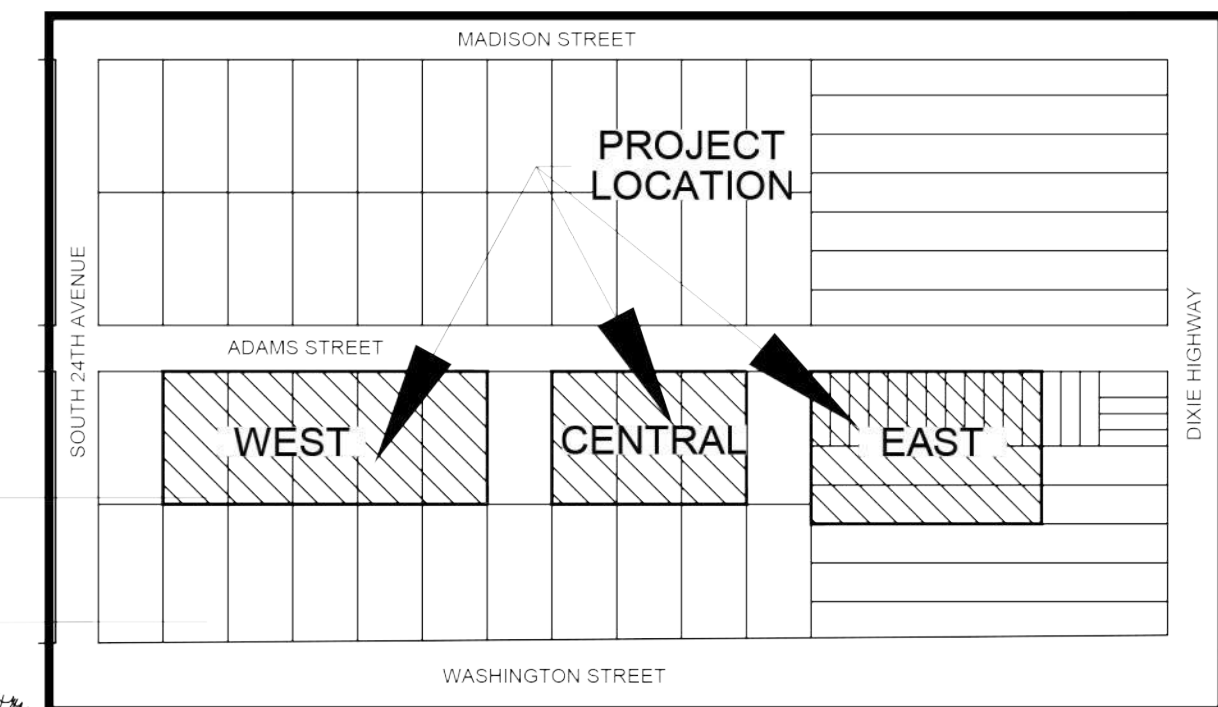 MADISON STREET
PROJECT
LOCATION
SOUTH 24TH AVENUE
ADAMS STREET
DIXIE HIGHWAY
WEST
CENTRAL
EAST
WASHINGTON STREET